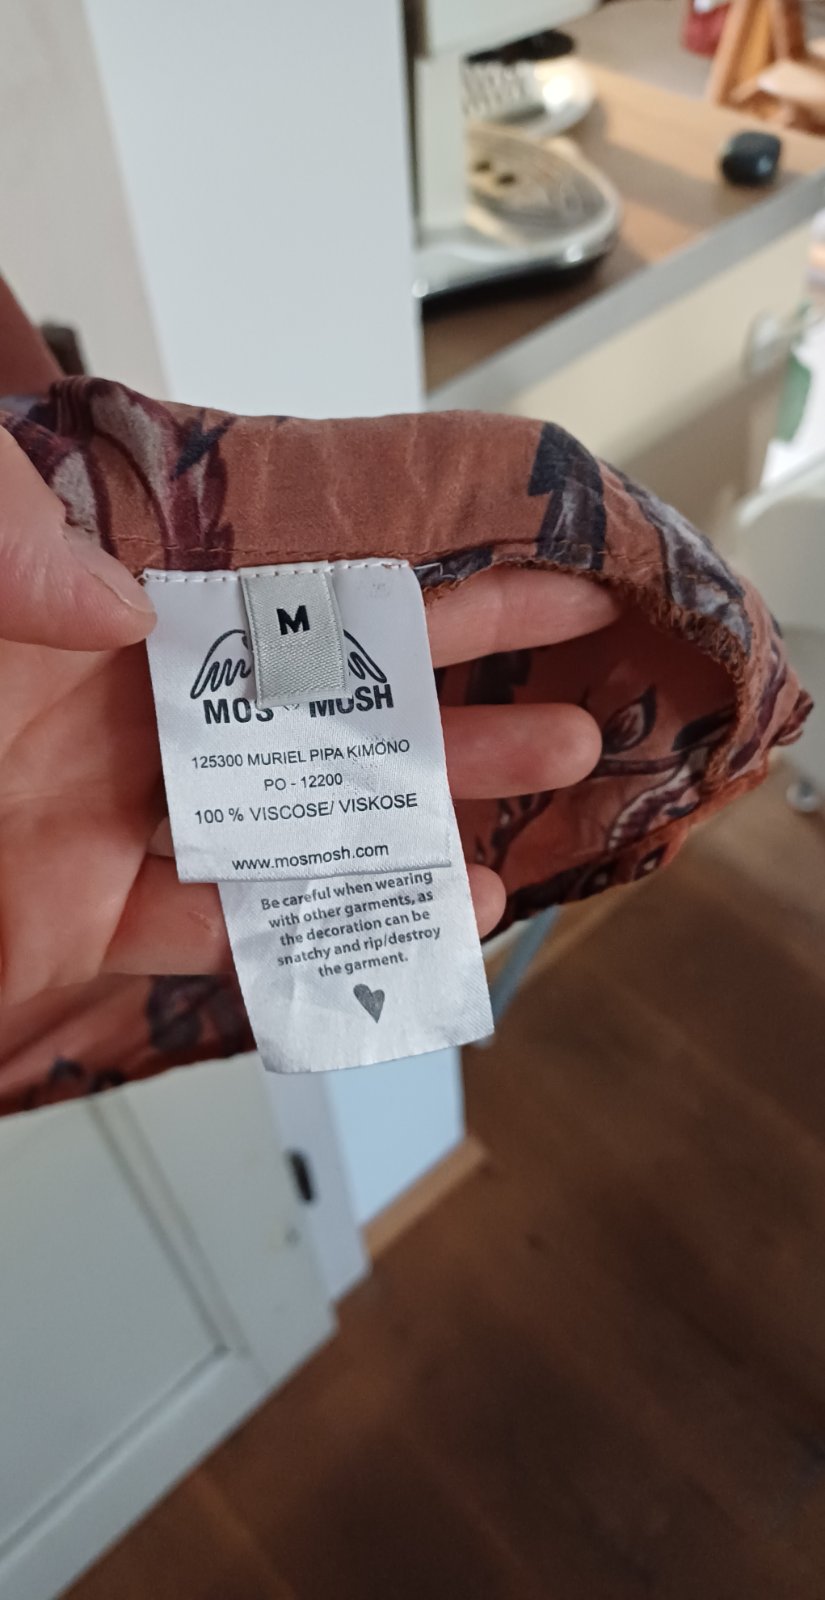 M
MOS MOSH
125300 MURIEL PIPA KIMONO
PO - 12200
100 % VISCOSE/ VISKOSE
www.mosmosh.com
Be careful when wearing
with other garments, as
the decoration can be
snatchy and rip/destroy
the garment.